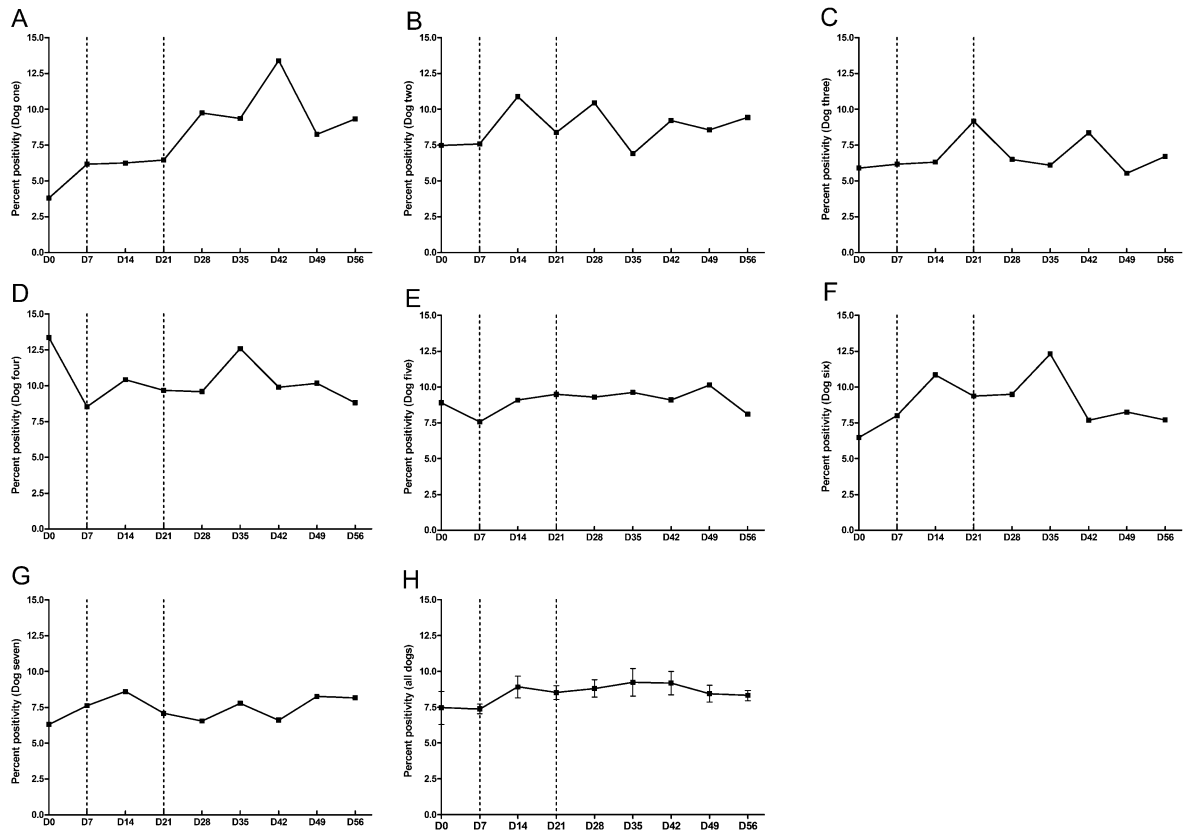 A
Percent positivity (Dog one)
15.0
12.5
10.0
7.5
5.0
2.5
0.0
D0 D7 D14 D21 D28 D35 D42 D49 D56
B
Percent positivity (Dog two)
15.0
12.5
10.0
7.5
5.0
2.5
0.0
D0 D7 D14 D21 D28 D35 D42 D49 D56
C
Percent positivity (Dog three)
15.0
12.5
10.0
7.5
5.0
2.5
0.0
D0 D7 D14 D21 D28 D35 D42 D49 D56
D
Percent positivity (Dog four)
15.0
12.5
10.0
7.5
5.0
2.5
0.0
D0 D7 D14 D21 D28 D35 D42 D49 D56
E
Percent positivity (Dog five)
15.0
12.5
10.0
7.5
5.0
2.5
0.0
D0 D7 D14 D21 D28 D35 D42 D49 D56
F
Percent positivity (Dog six)
15.0
12.5
10.0
7.5
5.0
2.5
0.0
D0 D7 D14 D21 D28 D35 D42 D49 D56
G
Percent positivity (Dog seven)
15.0
12.5
10.0
7.5
5.0
2.5
0.0
D0 D7 D14 D21 D28 D35 D42 D49 D56
H
Percent positivity (all dogs)
15.0
12.5
10.0
7.5
5.0
2.5
0.0
D0 D7 D14 D21 D28 D35 D42 D49 D56